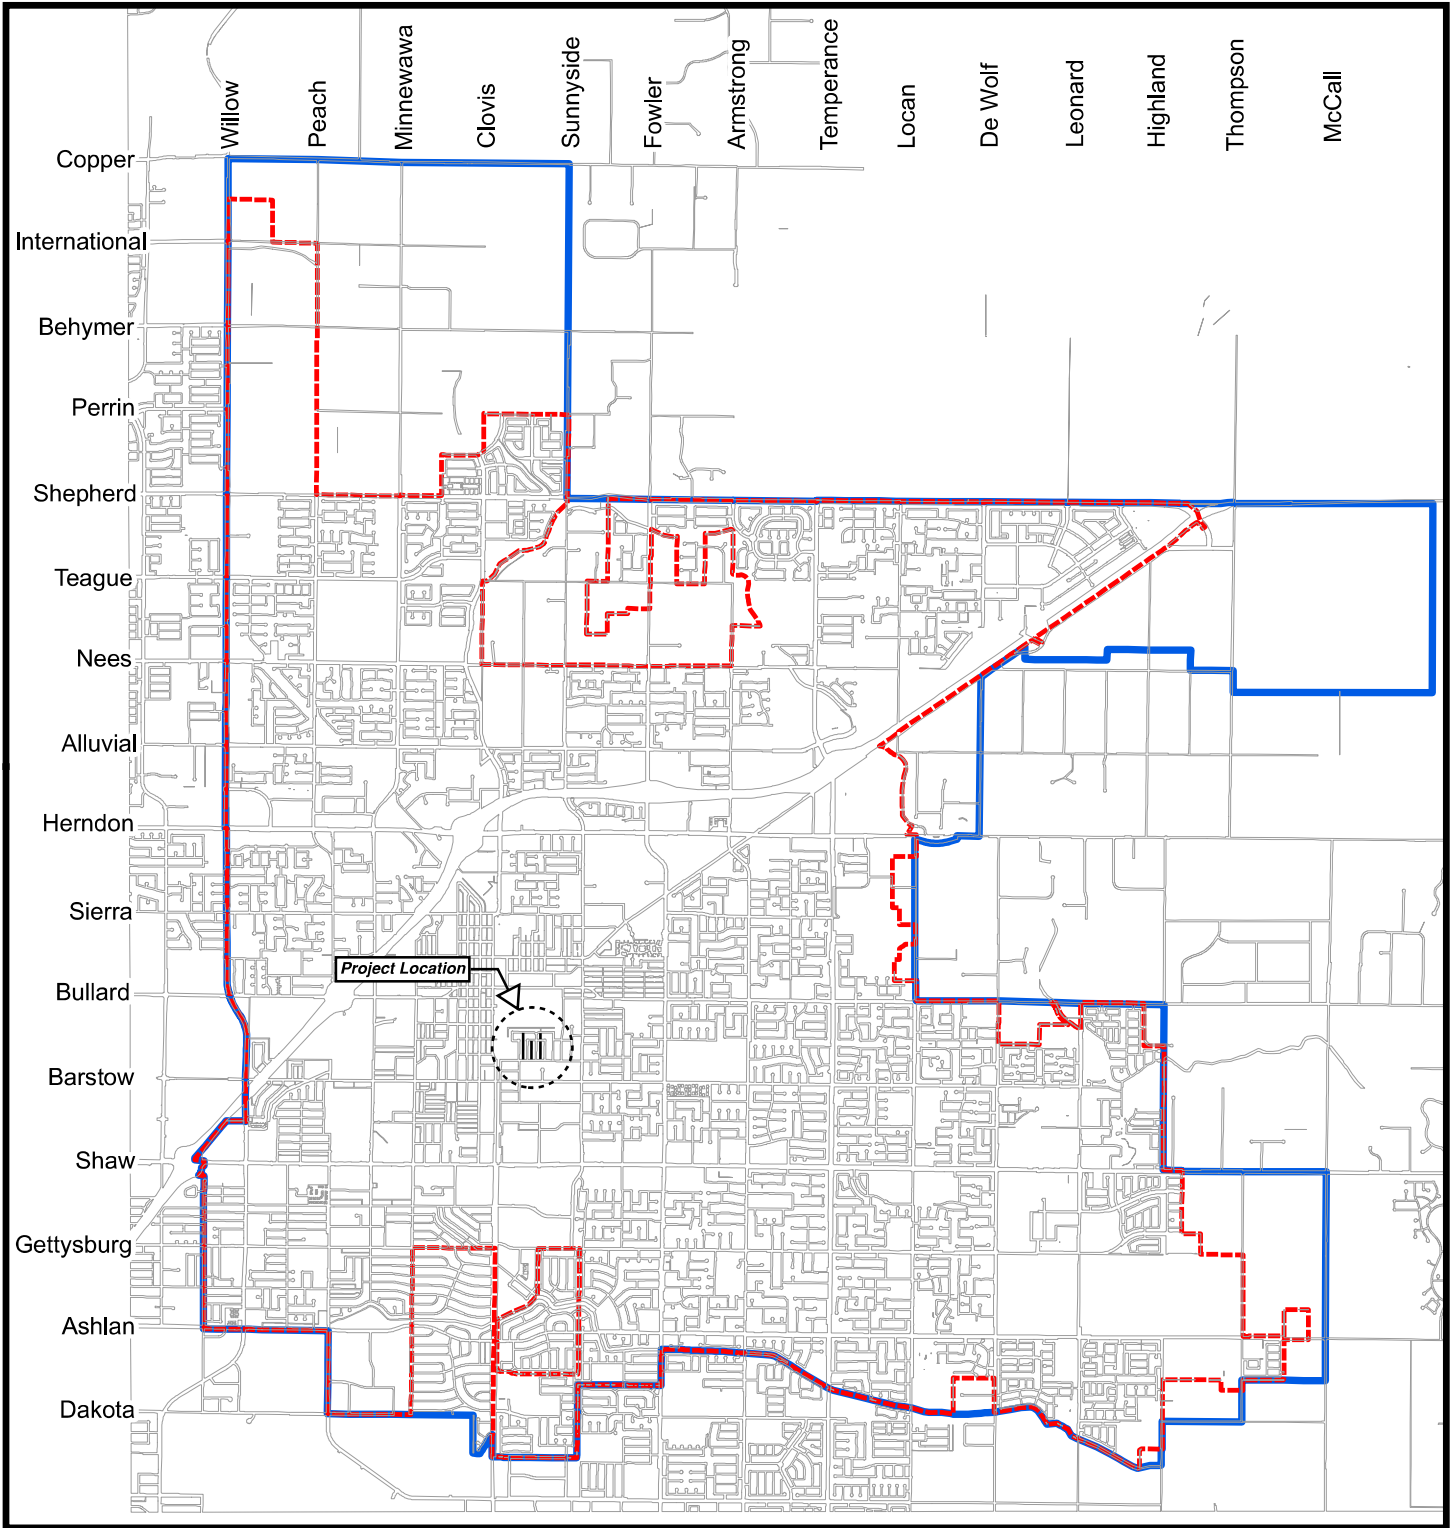 Willow
Peach
Minnewawa
Clovis
Sunnyside
Fowler
Armstrong
Temperance
Locan
De Wolf
Leonard
Highland
Thompson
McCall
Copper
International
Behymer
Perrin
Shepherd
Teague
Nees
Alluvial
Herndon
Sierra
Project Location
Bullard
Barstow
Shaw
Gettysburg
Ashlan
Dakota